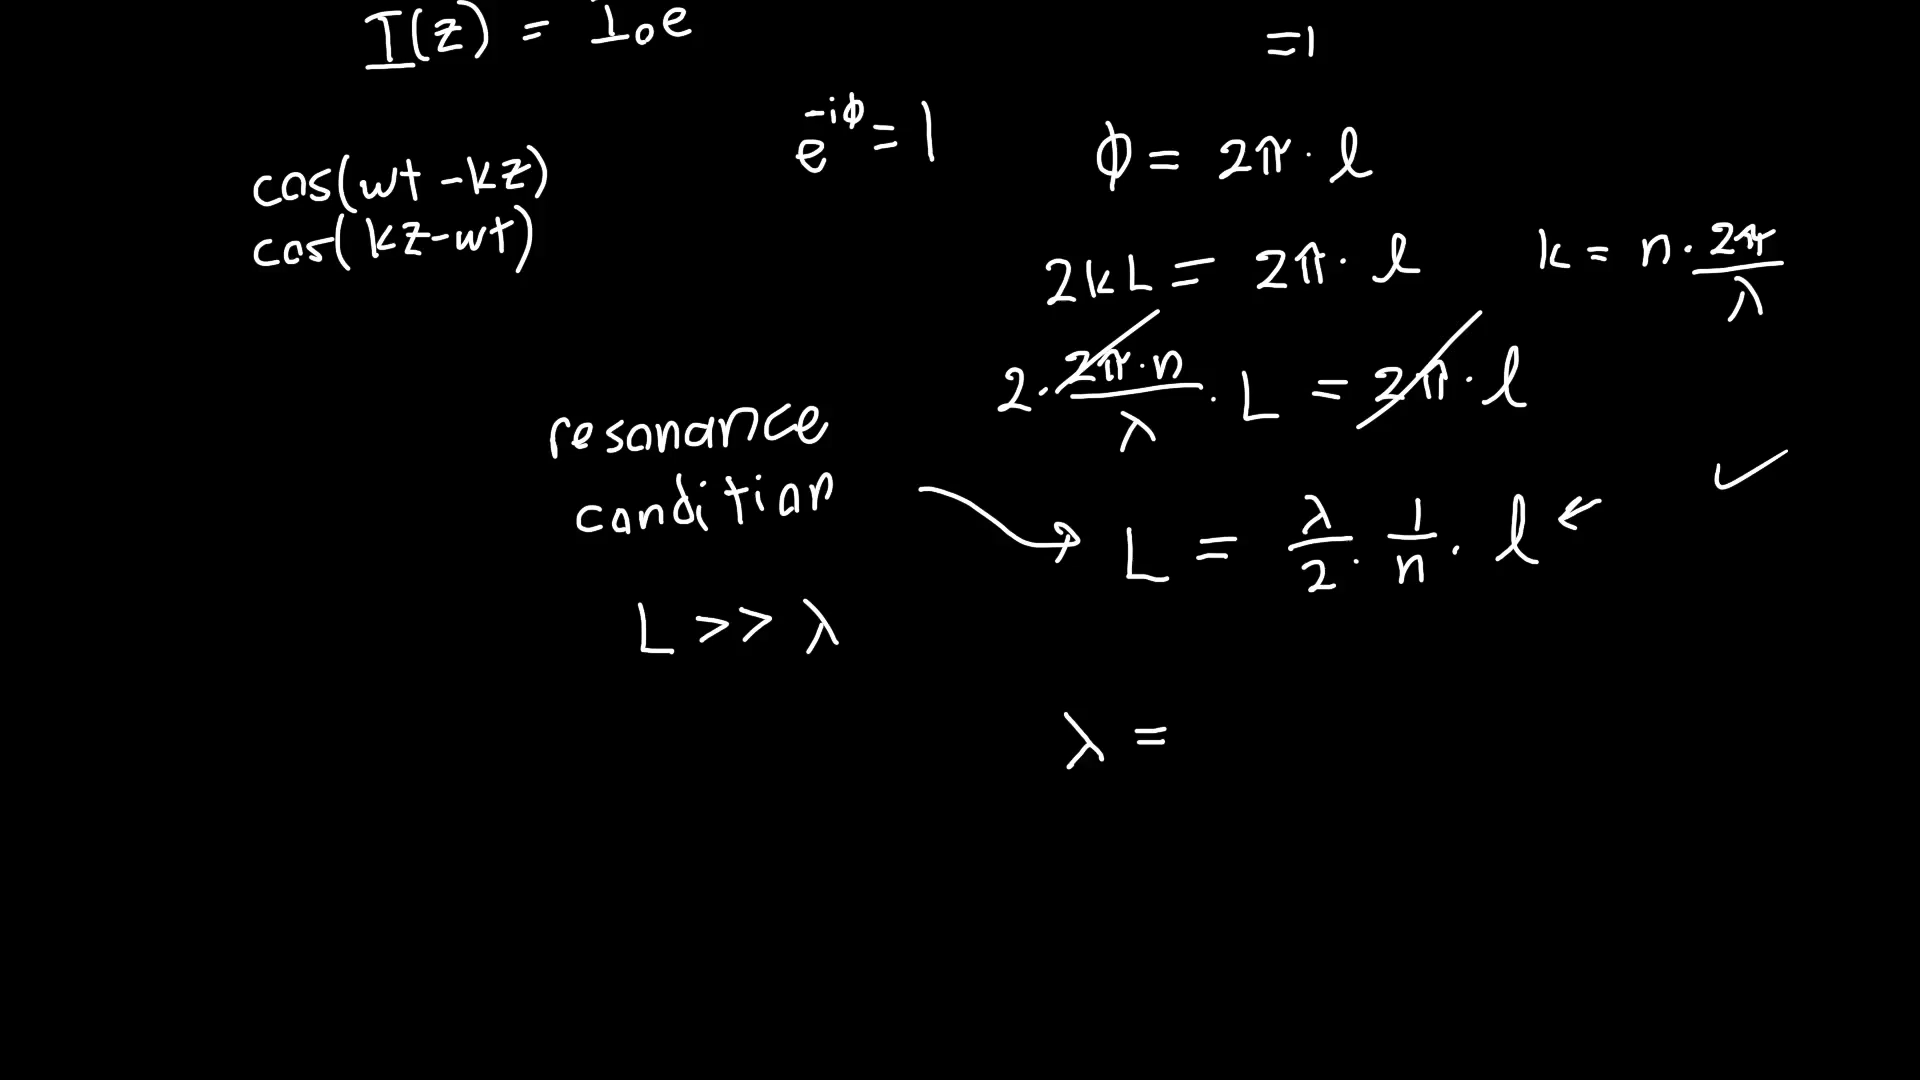 I(z) = I₀e
=1
e^{-iϕ} = 1
ϕ = 2π · l
cos(wt - kz)
cos(kz - wt)
2kL = 2π · l
k = n · 2π/λ
2 · 2π·n/λ · L = 2π · l
resonance
condition
L = λ/2 · 1/n · l
L >> λ
λ =